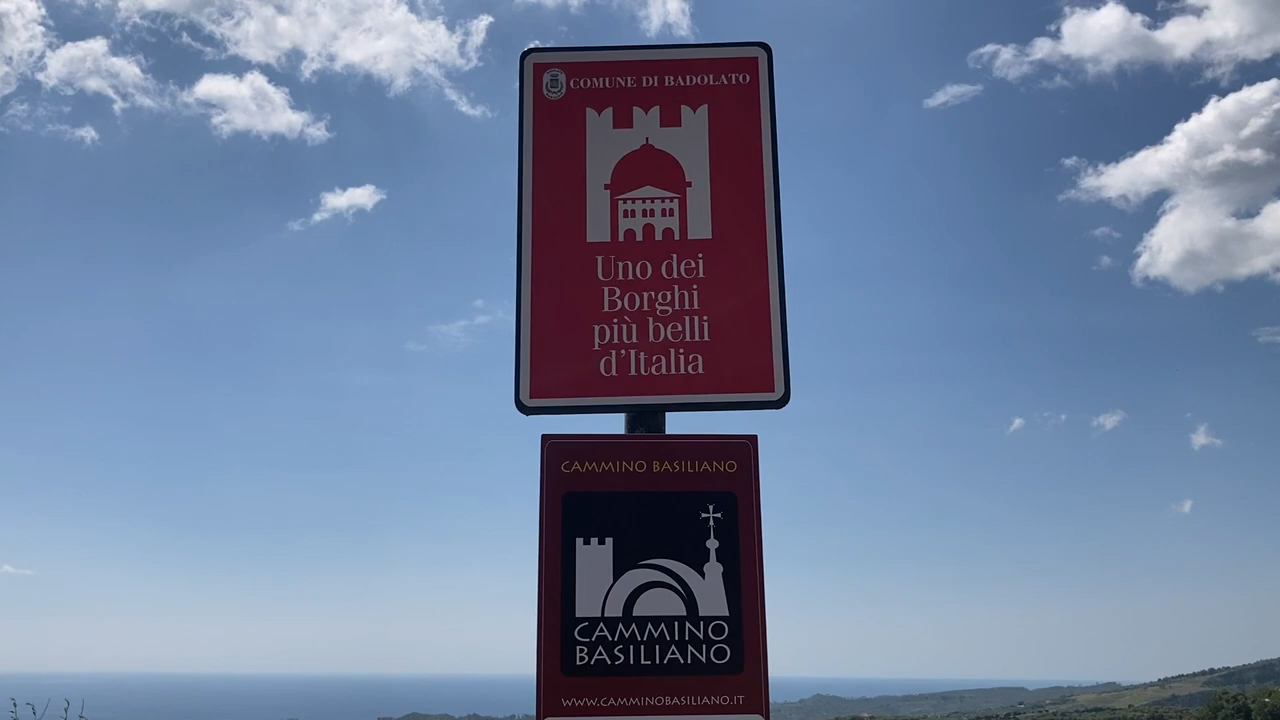 COMUNE DI BADOLATO
Uno dei
Borghi
più belli
d'Italia
CAMMINO BASILIANO
CAMMINO
BASILIANO
WWW.CAMMINOBASILIANO.IT